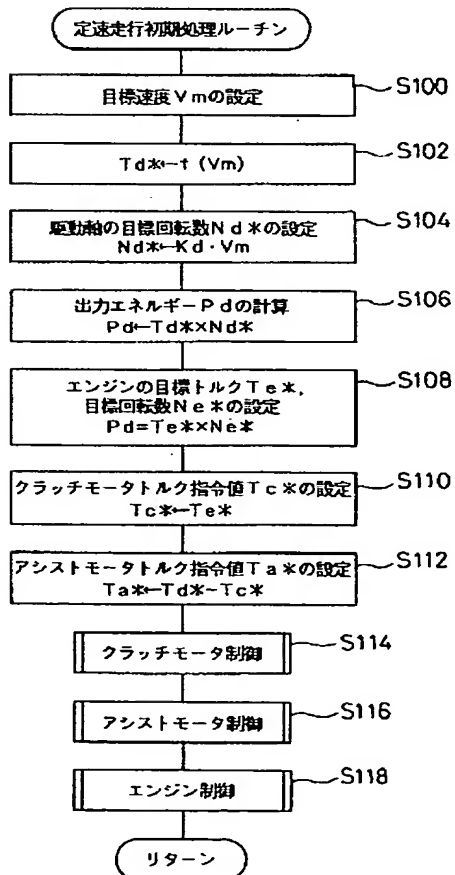 定速走行初期処理ルーチン
目標速度Vmの設定
S100
Td*←f(Vm)
S102
駆動軸の目標回転数Nd*の設定
Nd*←Kd・Vm
S104
出力エネルギーPdの計算
Pd←Td*×Nd*
S106
エンジンの目標トルクTe*,
目標回転数Ne*の設定
Pd=Te*×Ne*
S108
クラッチモータトルク指令値Tc*の設定
Tc*←Te*
S110
アシストモータトルク指令値Ta*の設定
Ta*←Td*-Tc*
S112
クラッチモータ制御
S114
アシストモータ制御
S116
エンジン制御
S118
リターン